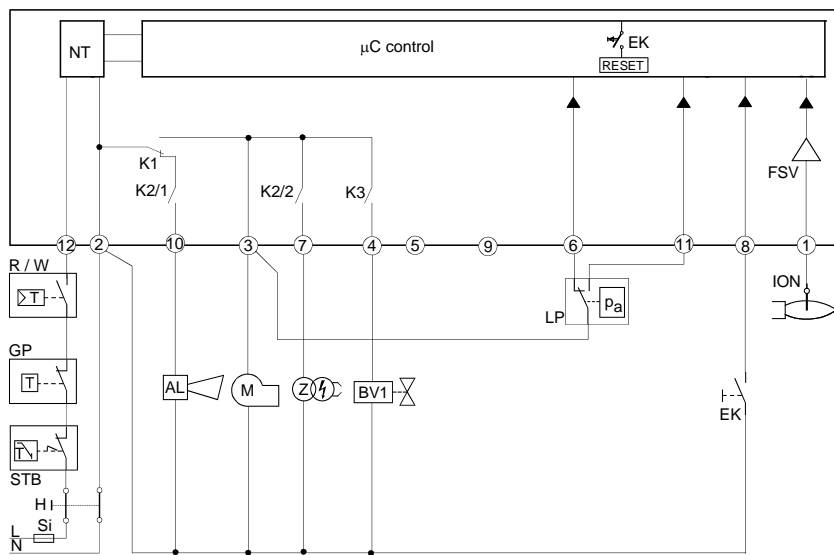 NT
μC control
EK
RESET
K1
K2/1
K2/2
K3
FSV
12
2
10
3
7
4
5
9
6
11
8
1
R / W
T
LP
pa
ION
GP
T
AL
M
Z
BV1
EK
T
STB
H
Si
L
N